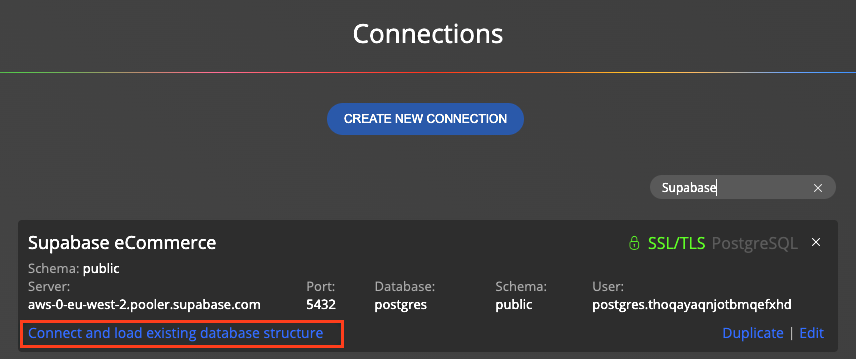 Connections
CREATE NEW CONNECTION
Supabase
Supabase eCommerce SSL/TLS PostgreSQL
Schema: public
Server: Port: Database: Schema: User:
aws-0-eu-west-2.pooler.supabase.com 5432 postgres public postgres.thoqayaqnjotbmqefxhd
Connect and load existing database structure Duplicate | Edit